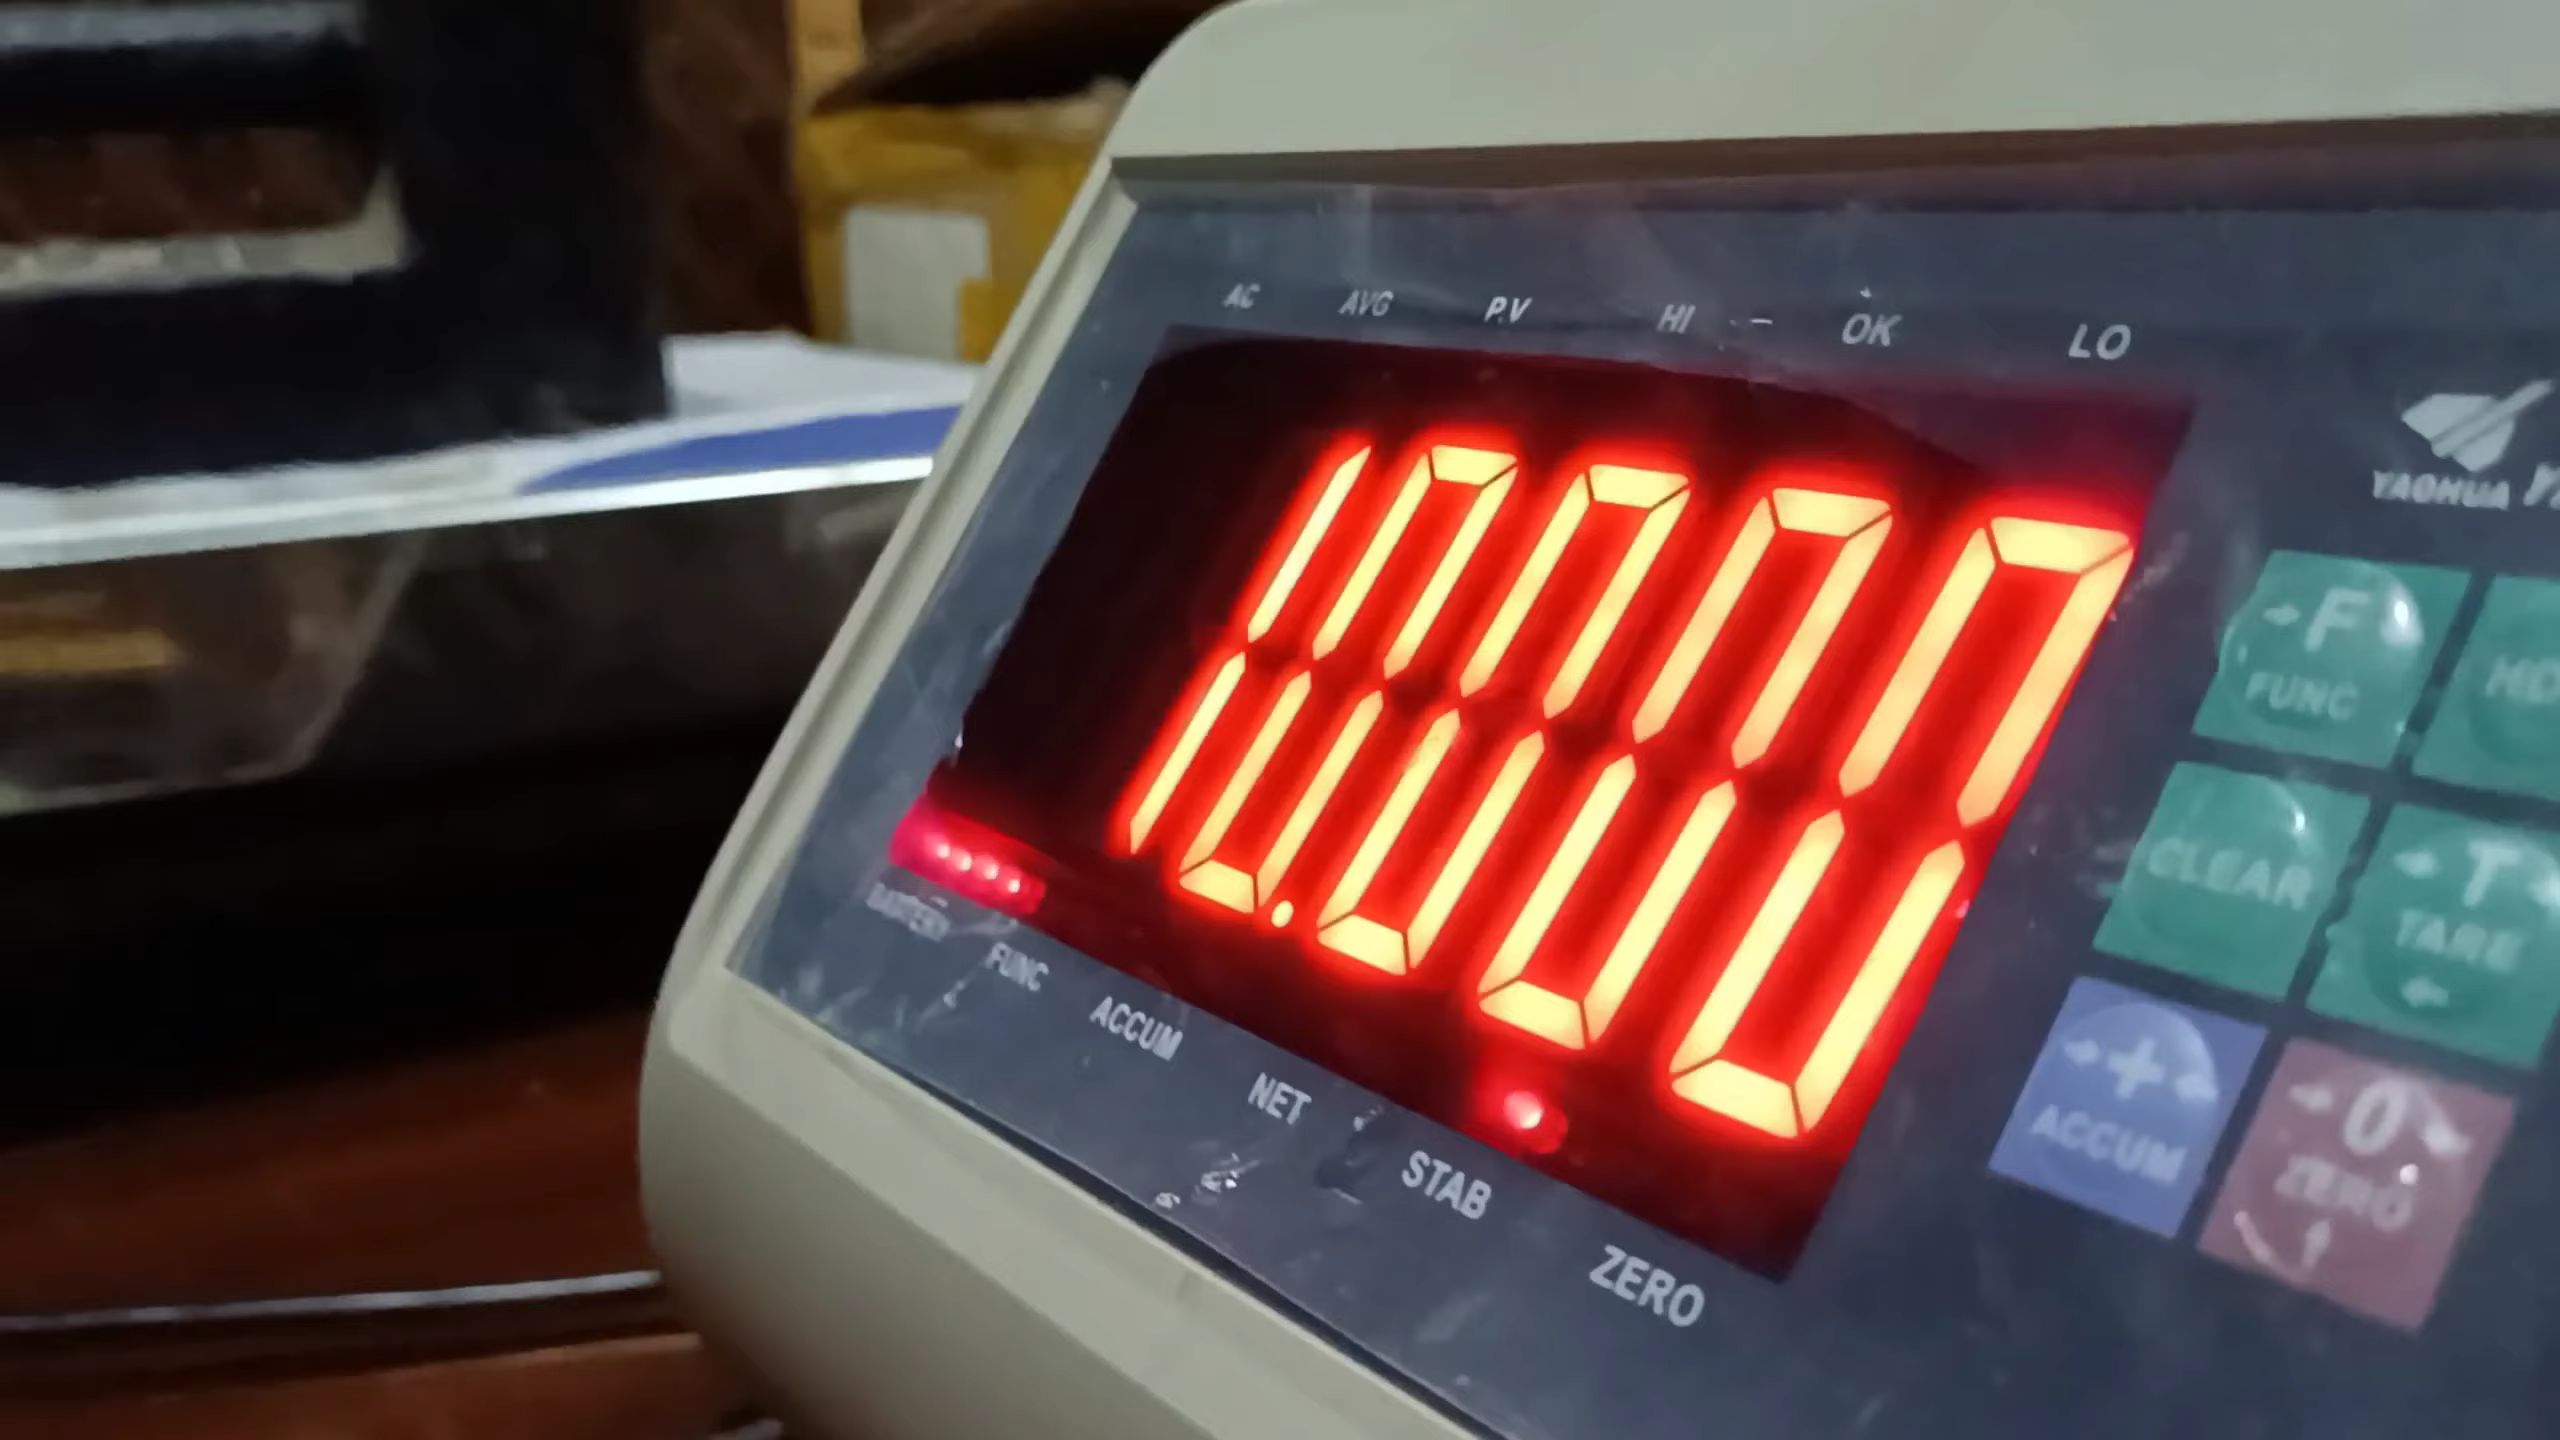 AC AVG P.V HI – OK LO
10.000
BATTERY FUNC ACCUM NET STAB ZERO
YAOHUA
F
FUNC
CLEAR
T
TARE
+
ACCUM
0
ZERO